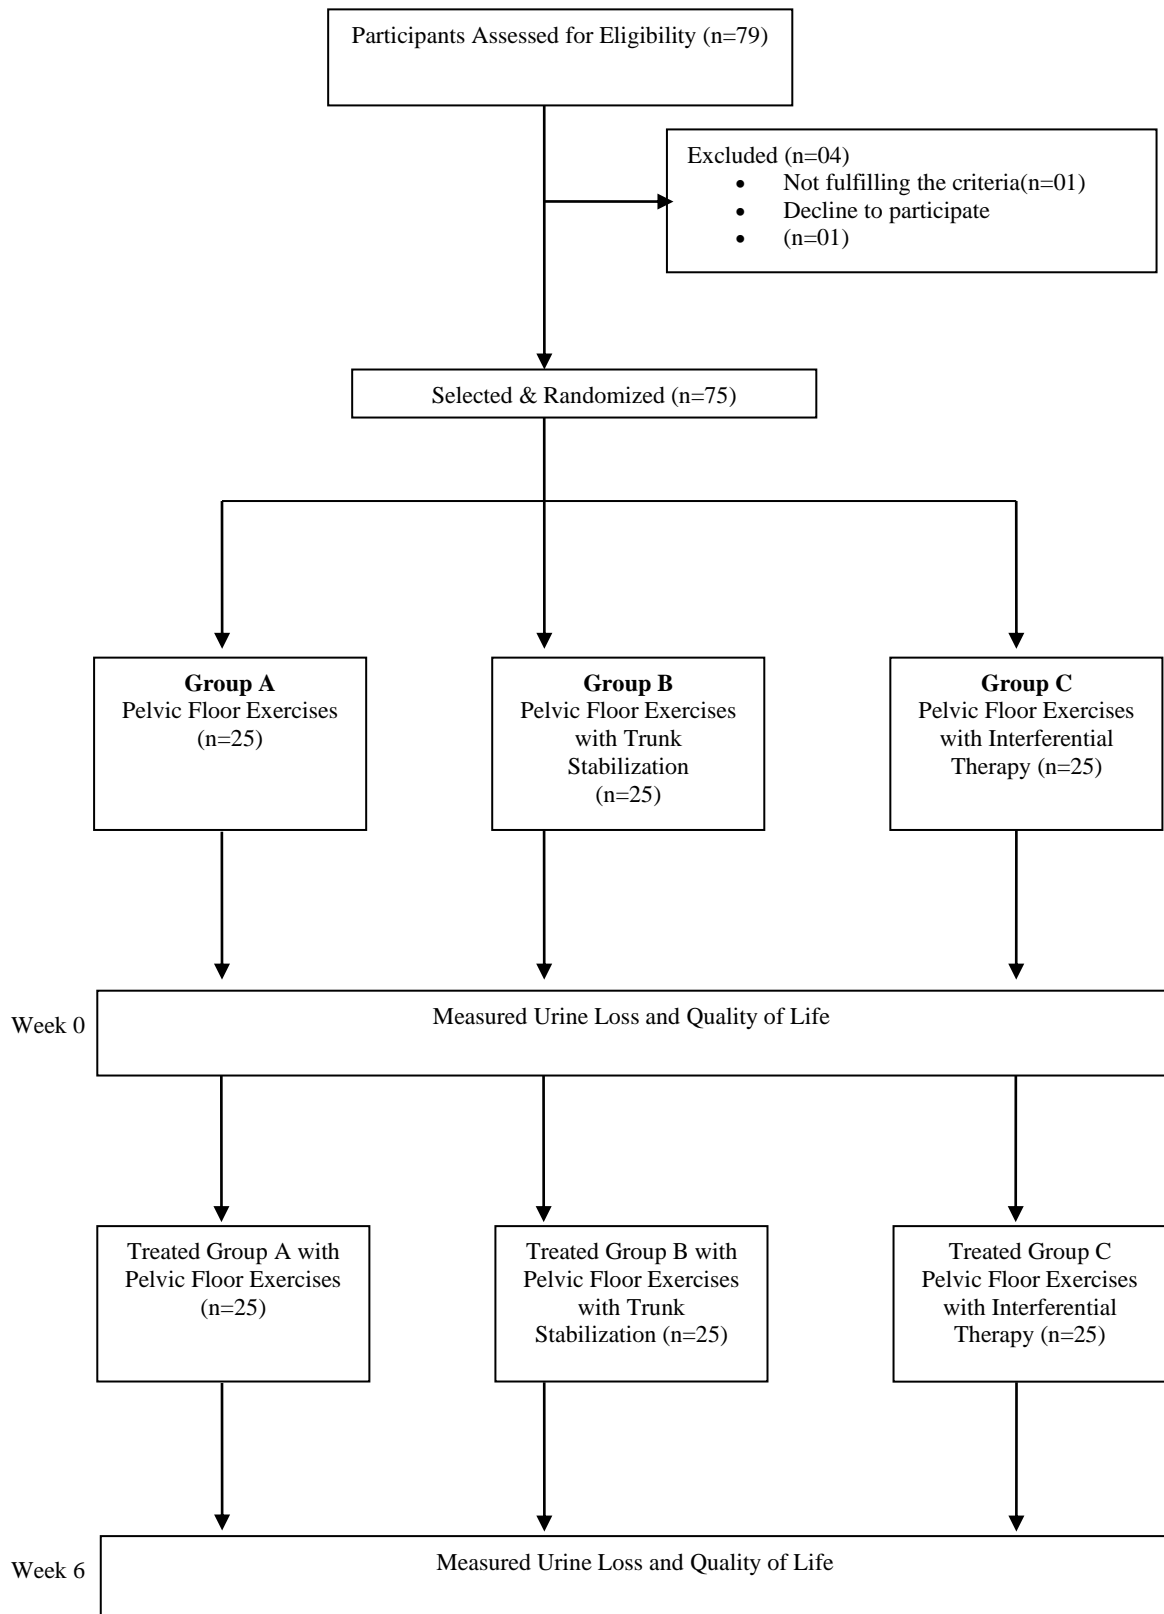 Participants Assessed for Eligibility (n=79)
Excluded (n=04)
• Not fulfilling the criteria(n=01)
• Decline to participate
• (n=01)
Selected & Randomized (n=75)
Group A
Pelvic Floor Exercises
(n=25)
Group B
Pelvic Floor Exercises
with Trunk
Stabilization
(n=25)
Group C
Pelvic Floor Exercises
with Interferential
Therapy (n=25)
Week 0
Measured Urine Loss and Quality of Life
Treated Group A with
Pelvic Floor Exercises
(n=25)
Treated Group B with
Pelvic Floor Exercises
with Trunk
Stabilization (n=25)
Treated Group C
Pelvic Floor Exercises
with Interferential
Therapy (n=25)
Week 6
Measured Urine Loss and Quality of Life